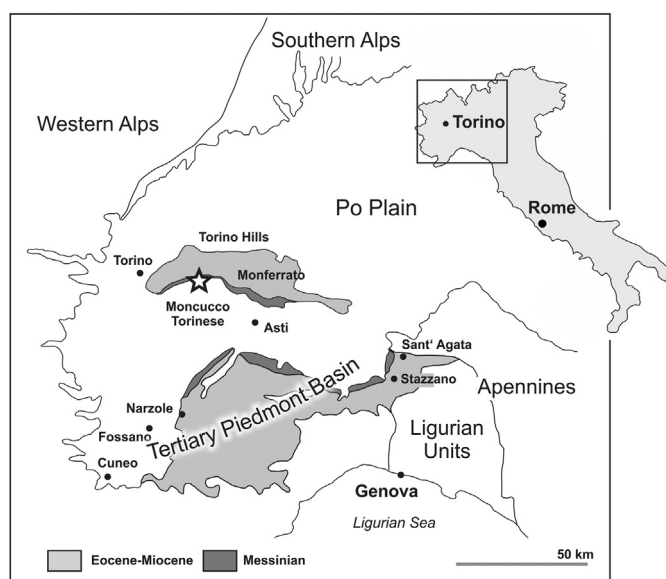 Southern Alps
Western Alps
Torino
Po Plain
Rome
Torino Hills
Torino
Monferrato
Moncucco
Torinese
Asti
Sant' Agata
Stazzano
Apennines
Tertiary Piedmont Basin
Narzole
Fossano
Ligurian
Units
Cuneo
Genova
Ligurian Sea
Eocene-Miocene
Messinian
50 km